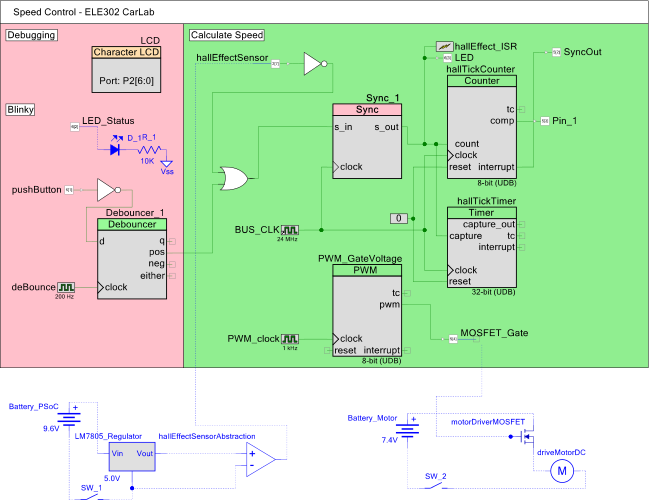 Speed Control - ELE302 CarLab
Debugging
Calculate Speed
LCD
Character LCD
Port: P2[6:0]
hallEffectSensor
hallEffect_ISR
LED
SyncOut
hallTickCounter
Counter
tc
comp
Pin_1
count
clock
reset interrupt
8-bit (UDB)
Sync_1
Sync
s_in s_out
clock
Blinky
LED_Status
D_1 R_1
10K
Vss
pushButton
Debouncer_1
Debouncer
d q
pos
neg
either
clock
deBounce
200 Hz
BUS_CLK
24 MHz
0
hallTickTimer
Timer
capture_out
capture tc
interrupt
clock
reset
32-bit (UDB)
PWM_GateVoltage
PWM
tc
pwm
clock
reset interrupt
8-bit (UDB)
PWM_clock
1 kHz
MOSFET_Gate
Battery_PSoC
+
9.6V
LM7805_Regulator
Vin Vout
5.0V
SW_1
hallEffectSensorAbstraction
+
-
Battery_Motor
+
7.4V
motorDriverMOSFET
driveMotorDC
M
SW_2